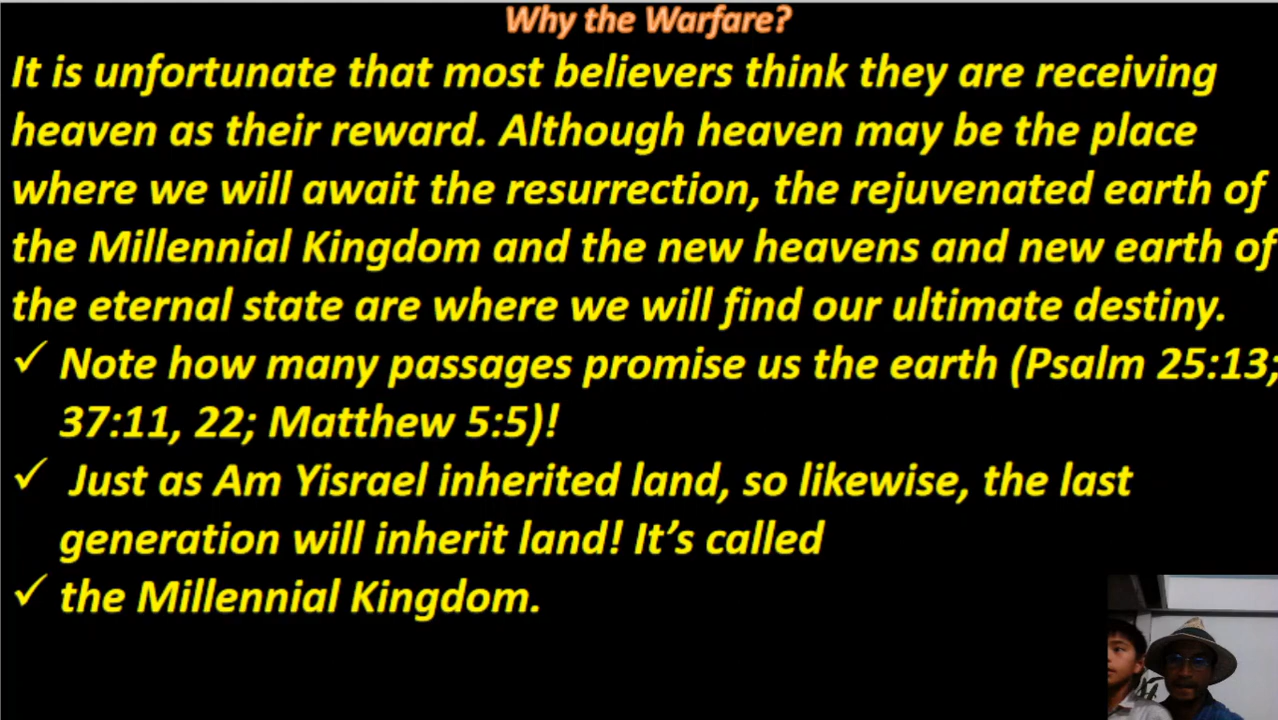 Why the Warfare?
It is unfortunate that most believers think they are receiving
heaven as their reward. Although heaven may be the place
where we will await the resurrection, the rejuvenated earth of
the Millennial Kingdom and the new heavens and new earth of
the eternal state are where we will find our ultimate destiny.
✓ Note how many passages promise us the earth (Psalm 25:13;
37:11, 22; Matthew 5:5)!
✓ Just as Am Yisrael inherited land, so likewise, the last
generation will inherit land! It’s called
✓ the Millennial Kingdom.